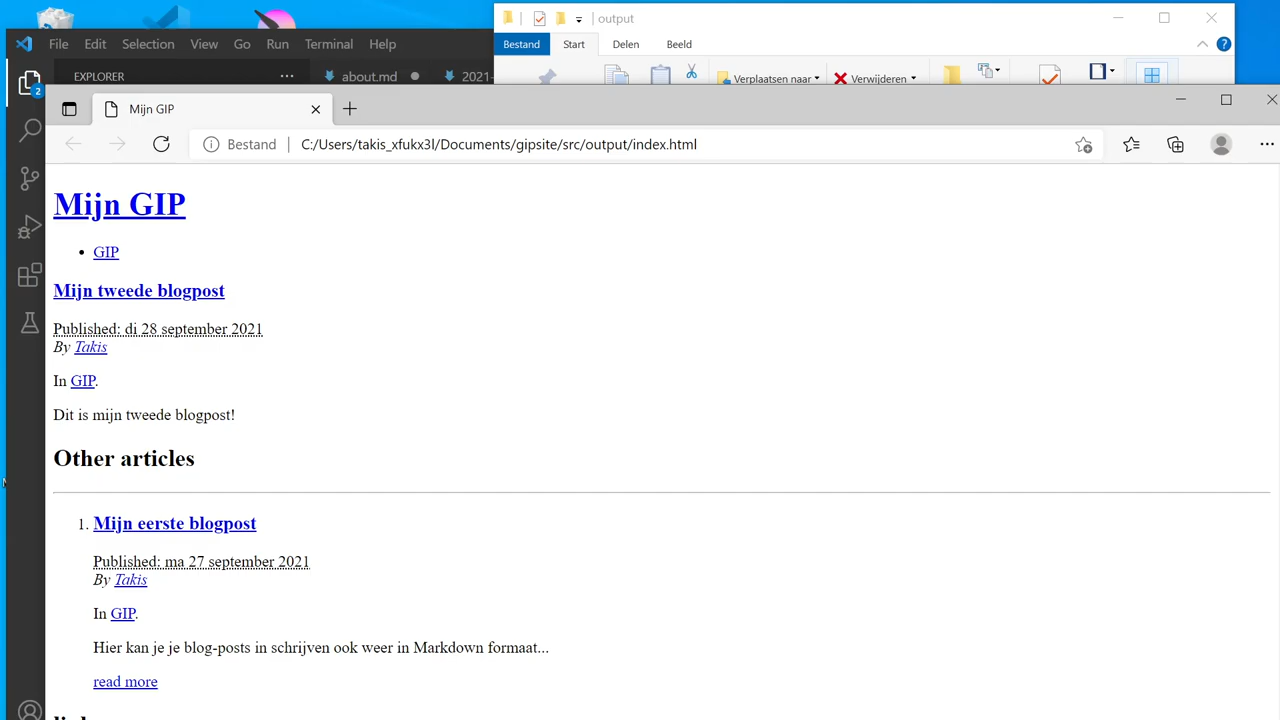 output
File Edit Selection View Go Run Terminal Help
Bestand Start Delen Beeld
EXPLORER ... about.md 2021-
Verplaatsen naar Verwijderen
2
Mijn GIP
Bestand C:/Users/takis_xfukx3l/Documents/gipsite/src/output/index.html
Mijn GIP
• GIP
Mijn tweede blogpost
Published: di 28 september 2021
By Takis
In GIP.
Dit is mijn tweede blogpost!
Other articles
1. Mijn eerste blogpost
Published: ma 27 september 2021
By Takis
In GIP.
Hier kan je je blog-posts in schrijven ook weer in Markdown formaat...
read more